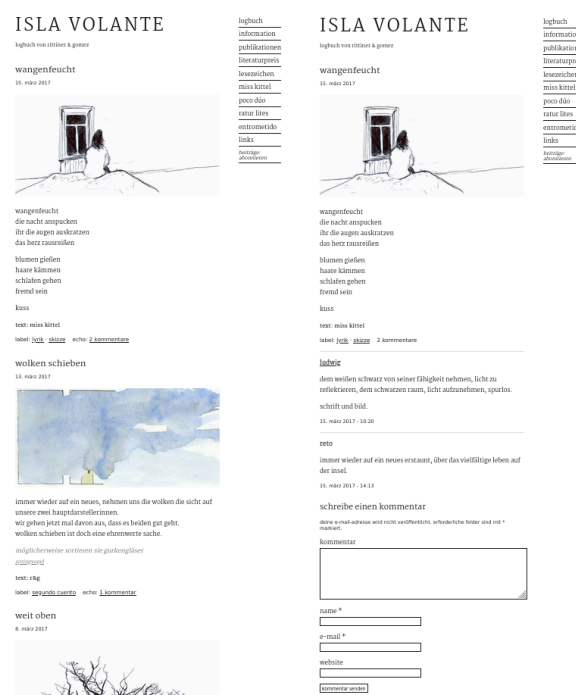 ISLA VOLANTE
logbuch von rittiner & gomez
wangenfeucht
15. märz 2017
wangenfeucht
die nacht anspucken
ihr die augen auskratzen
das herz rausreißen
blumen gießen
haare kämmen
schlafen gehen
fremd sein
kuss
text: miss kittel
label: lyrik · skizze echo: 2 kommentare
wolken schieben
13. märz 2017
immer wieder auf ein neues, nehmen uns die wolken die sicht auf
unsere zwei hauptdarstellerinnen.
wir gehen jetzt mal davon aus, dass es beiden gut geht.
wolken schieben ist doch eine ehrenwerte sache.
möglicherweise sortieren sie gurkengläser
text: r&g
label: segundo cuento echo: 1 kommentar
weit oben
8. märz 2017
logbuch
information
publikationen
literaturpreis
lesezeichen
miss kittel
poco dúo
ratur lites
entrometido
links
beiträge
abonnieren
ISLA VOLANTE
logbuch von rittiner & gomez
wangenfeucht
15. märz 2017
wangenfeucht
die nacht anspucken
ihr die augen auskratzen
das herz rausreißen
blumen gießen
haare kämmen
schlafen gehen
fremd sein
kuss
text: miss kittel
label: lyrik · skizze 2 kommentare
ludwig
dem weißen schwarz von seiner fähigkeit nehmen, licht zu
reflektieren, dem schwarzen raum, licht aufzunehmen, spurlos.
schrift und bild.
15. märz 2017 - 10:20
reto
immer wieder auf ein neues erstaunt, über das vielfältige leben auf
der insel.
15. märz 2017 - 14:13
schreibe einen kommentar
deine e-mail-adresse wird nicht veröffentlicht. erforderliche felder sind mit *
markiert.
kommentar
name *
e-mail *
website
kommentar senden
logbuch
informatio
publikation
literaturpre
lesezeichen
miss kittel
poco dúo
ratur lites
entrometid
links
beiträge
abonnieren